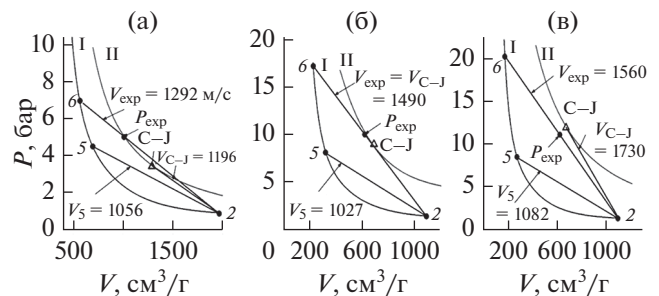 (а)
(б)
(в)
P, бар
10
8
6
4
2
0
I
II
6
5
2
V_exp = 1292 м/с
P_exp
C–J
V_C–J = 1196
V_5 = 1056
500
1500
V, см³/г
20
15
10
5
0
I
II
6
5
2
V_exp = V_C–J
= 1490
P_exp
C–J
V_5 = 1027
200
600
1000
V, см³/г
20
15
10
5
0
I
II
6
5
2
V_exp = 1560
C–J
V_C–J
= 1730
P_exp
V_5
= 1082
200
600
1000
V, см³/г